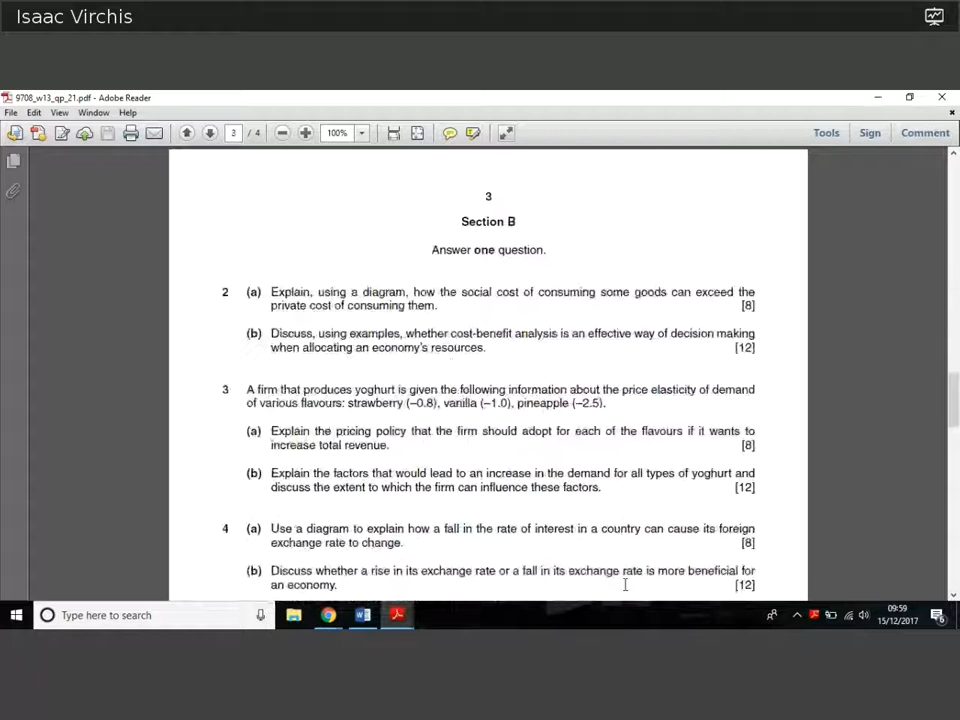 Isaac Virchis
9708_w13_qp_21.pdf - Adobe Reader
File Edit View Window Help
3 / 4 100% Tools Sign Comment
3
Section B
Answer one question.
2 (a) Explain, using a diagram, how the social cost of consuming some goods can exceed the
private cost of consuming them. [8]
(b) Discuss, using examples, whether cost-benefit analysis is an effective way of decision making
when allocating an economy's resources. [12]
3 A firm that produces yoghurt is given the following information about the price elasticity of demand
of various flavours: strawberry (–0.8), vanilla (–1.0), pineapple (–2.5).
(a) Explain the pricing policy that the firm should adopt for each of the flavours if it wants to
increase total revenue. [8]
(b) Explain the factors that would lead to an increase in the demand for all types of yoghurt and
discuss the extent to which the firm can influence these factors. [12]
4 (a) Use a diagram to explain how a fall in the rate of interest in a country can cause its foreign
exchange rate to change. [8]
(b) Discuss whether a rise in its exchange rate or a fall in its exchange rate is more beneficial for
an economy. [12]
Type here to search
09:59
15/12/2017